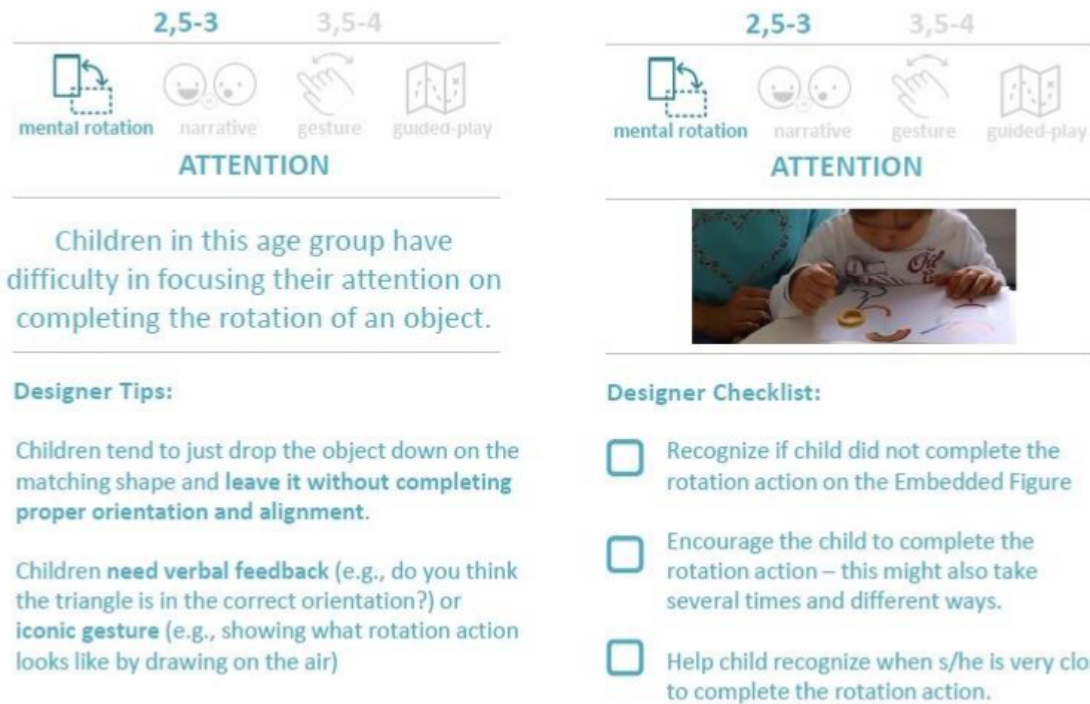 2,5-3 3,5-4
mental rotation narrative gesture guided-play
ATTENTION
Children in this age group have
difficulty in focusing their attention on
completing the rotation of an object.
Designer Tips:
Children tend to just drop the object down on the
matching shape and leave it without completing
proper orientation and alignment.
Children need verbal feedback (e.g., do you think
the triangle is in the correct orientation?) or
iconic gesture (e.g., showing what rotation action
looks like by drawing on the air)
2,5-3 3,5-4
mental rotation narrative gesture guided-play
ATTENTION
Designer Checklist:
Recognize if child did not complete the
rotation action on the Embedded Figure
Encourage the child to complete the
rotation action – this might also take
several times and different ways.
Help child recognize when s/he is very clo
to complete the rotation action.